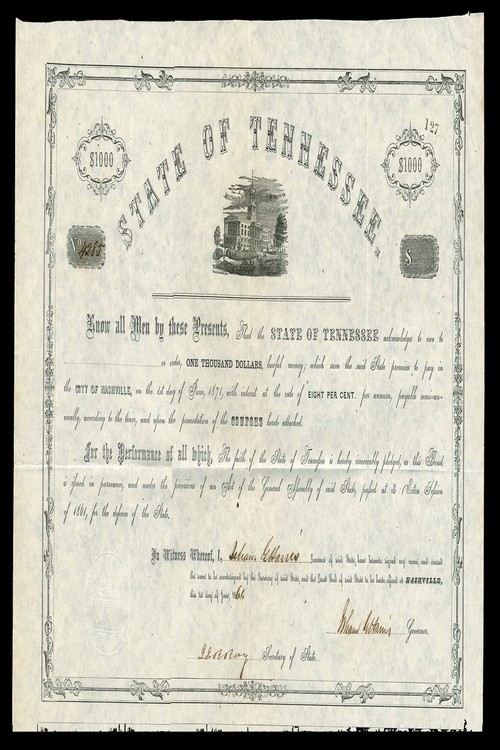 127
$1000
$1000
STATE OF TENNESSEE.
N 4285
$
Know all Men by these Presents, That the STATE OF TENNESSEE acknowledges to owe to
or order, ONE THOUSAND DOLLARS, lawful money; which sum the said State promises to pay in
the CITY OF NASHVILLE, on the 1st day of June, 1871, with interest at the rate of EIGHT PER CENT. per annum, payable semi-an-
nually, according to the tenor, and upon the presentation of the COUPONS hereto attached.
For the Performance of all which, The faith of the State of Tennessee is hereby irrevocably pledged, as this Bond
is issued in pursuance, and under the provisions of an Act of the General Assembly of said State, passed at its Extra Session
of 1861, for the defence of the State.
In Witness Whereof, I, Isham G Harris Governor of said State, have hereunto signed my name, and caused
the same to be countersigned by the Secretary of said State, and the Great Seal of said State to be hereto affixed at NASHVILLE,
this 1st day of June, 1861
Isham G Harris Governor,
Secretary of State.